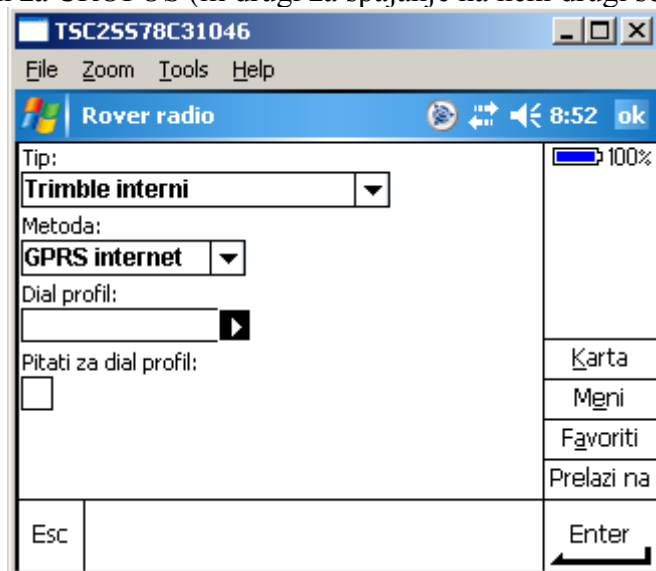 TSC2SS78C31046
File Zoom Tools Help
Rover radio 8:52 ok
Tip:
Trimble interni
100%
Metoda:
GPRS internet
Dial profil:
Pitati za dial profil:
Karta
Meni
Favoriti
Prelazi na
Esc
Enter